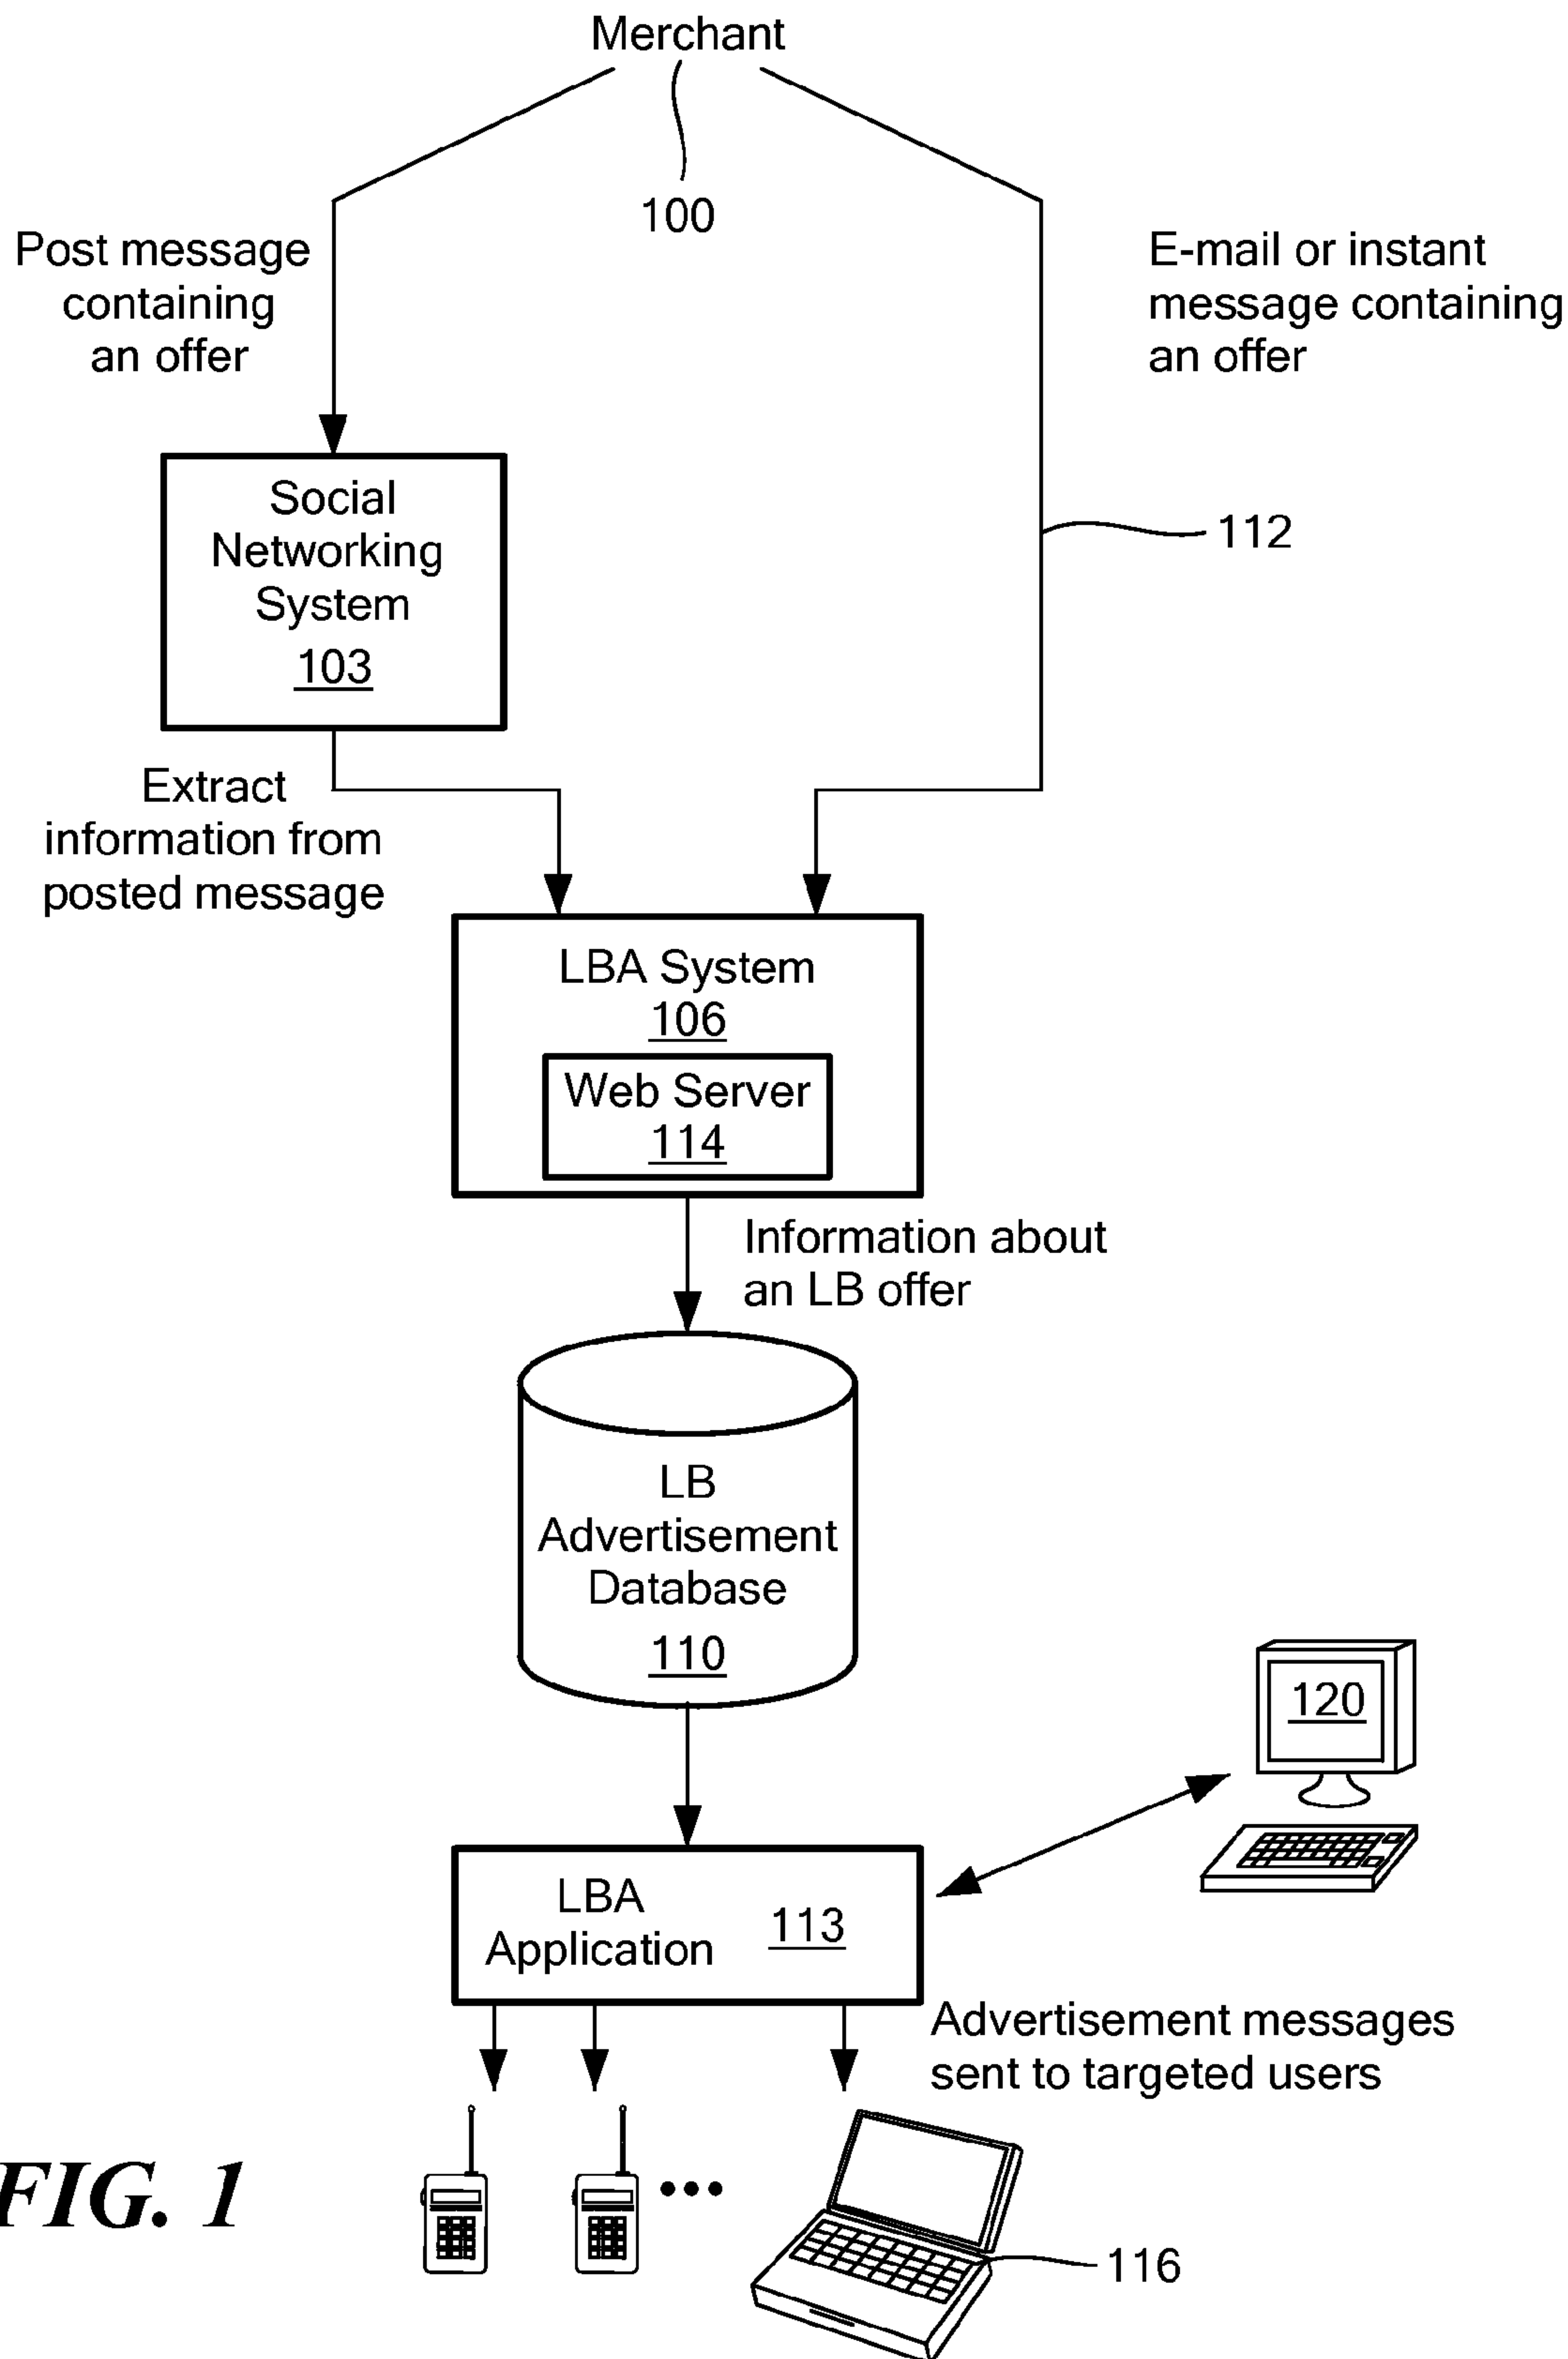 Merchant
100
Post message
containing
an offer
E-mail or instant
message containing
an offer
112
Social
Networking
System
103
Extract
information from
posted message
LBA System
106
Web Server
114
Information about
an LB offer
LB
Advertisement
Database
110
120
LBA
Application
113
Advertisement messages
sent to targeted users
116
FIG. 1